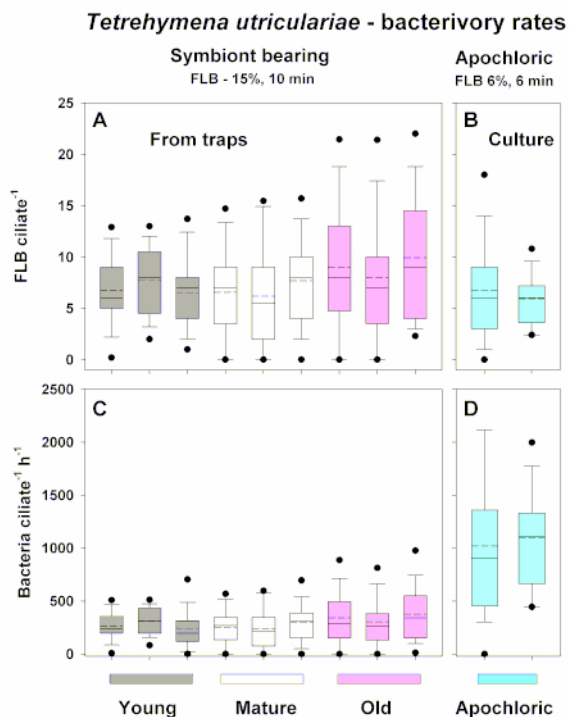 Tetrehymena utriculariae - bacterivory rates
Symbiont bearing
FLB - 15%, 10 min
Apochloric
FLB 6%, 6 min
A
From traps
B
Culture
FLB ciliate-1
25
20
15
10
5
0
C
D
Bacteria ciliate-1 h-1
2500
2000
1500
1000
500
0
Young
Mature
Old
Apochloric